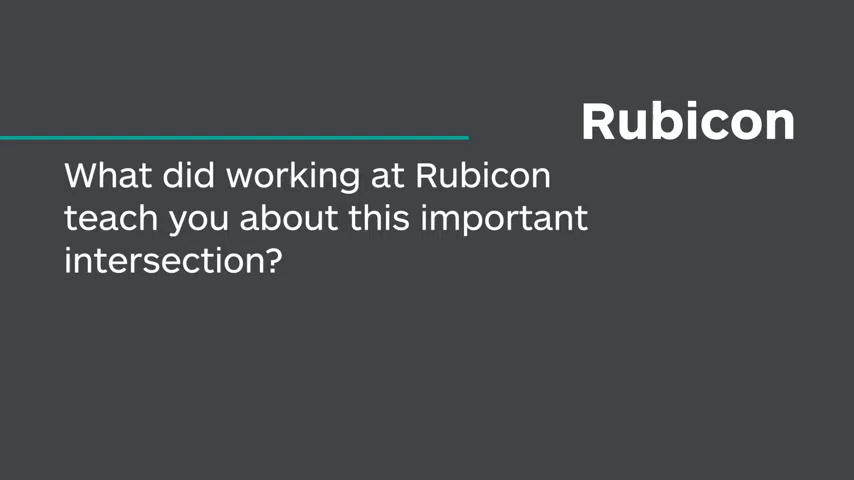 Rubicon
What did working at Rubicon
teach you about this important
intersection?